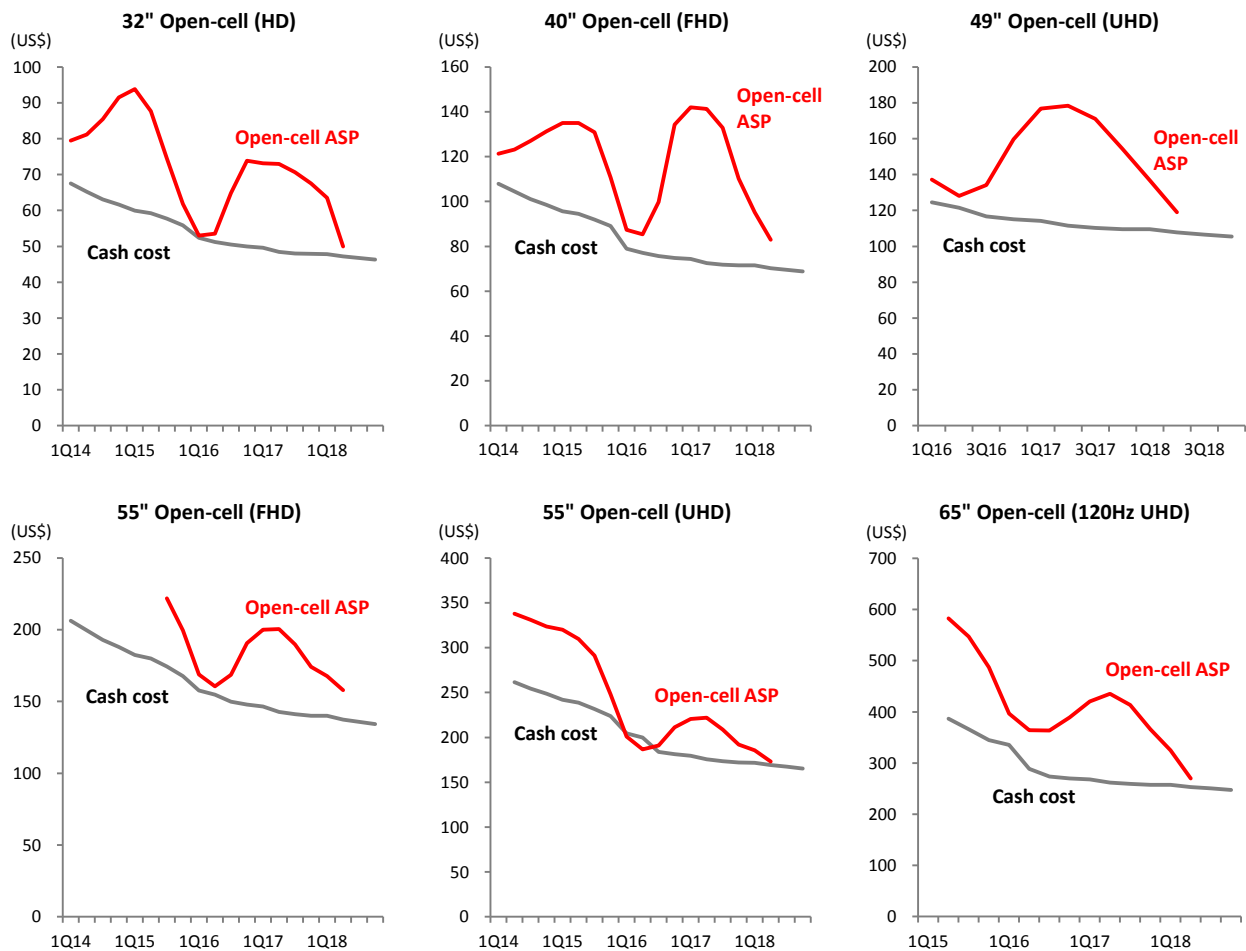 32" Open-cell (HD)
(US$)
100
90
80
70
60
50
40
30
20
10
0
Open-cell ASP
Cash cost
1Q14 1Q15 1Q16 1Q17 1Q18
40" Open-cell (FHD)
(US$)
160
140
120
100
80
60
40
20
0
Open-cell
ASP
Cash cost
1Q14 1Q15 1Q16 1Q17 1Q18
49" Open-cell (UHD)
(US$)
200
180
160
140
120
100
80
60
40
20
0
Open-cell
ASP
Cash cost
1Q16 3Q16 1Q17 3Q17 1Q18 3Q18
55" Open-cell (FHD)
(US$)
250
200
150
100
50
0
Open-cell ASP
Cash cost
1Q14 1Q15 1Q16 1Q17 1Q18
55" Open-cell (UHD)
(US$)
400
350
300
250
200
150
100
50
0
Open-cell ASP
Cash cost
1Q14 1Q15 1Q16 1Q17 1Q18
65" Open-cell (120Hz UHD)
(US$)
700
600
500
400
300
200
100
0
Open-cell ASP
Cash cost
1Q15 1Q16 1Q17 1Q18